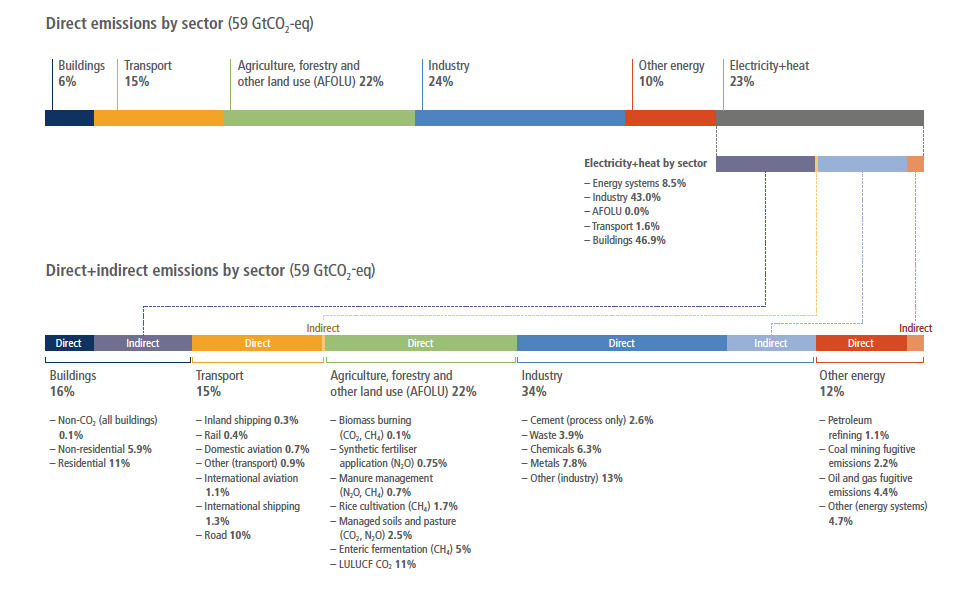 Direct emissions by sector (59 GtCO₂-eq)
Buildings
6%
Transport
15%
Agriculture, forestry and
other land use (AFOLU) 22%
Industry
24%
Other energy
10%
Electricity+heat
23%
Electricity+heat by sector
– Energy systems 8.5%
– Industry 43.0%
– AFOLU 0.0%
– Transport 1.6%
– Buildings 46.9%
Direct+indirect emissions by sector (59 GtCO₂-eq)
Indirect
Indirect
Direct
Indirect
Direct
Direct
Direct
Indirect
Direct
Buildings
16%
– Non-CO₂ (all buildings)
0.1%
– Non-residential 5.9%
– Residential 11%
Transport
15%
– Inland shipping 0.3%
– Rail 0.4%
– Domestic aviation 0.7%
– Other (transport) 0.9%
– International aviation
1.1%
– International shipping
1.3%
– Road 10%
Agriculture, forestry and
other land use (AFOLU) 22%
– Biomass burning
(CO₂, CH₄) 0.1%
– Synthetic fertiliser
application (N₂O) 0.75%
– Manure management
(N₂O, CH₄) 0.7%
– Rice cultivation (CH₄) 1.7%
– Managed soils and pasture
(CO₂, N₂O) 2.5%
– Enteric fermentation (CH₄) 5%
– LULUCF CO₂ 11%
Industry
34%
– Cement (process only) 2.6%
– Waste 3.9%
– Chemicals 6.3%
– Metals 7.8%
– Other (industry) 13%
Other energy
12%
– Petroleum
refining 1.1%
– Coal mining fugitive
emissions 2.2%
– Oil and gas fugitive
emissions 4.4%
– Other (energy systems)
4.7%